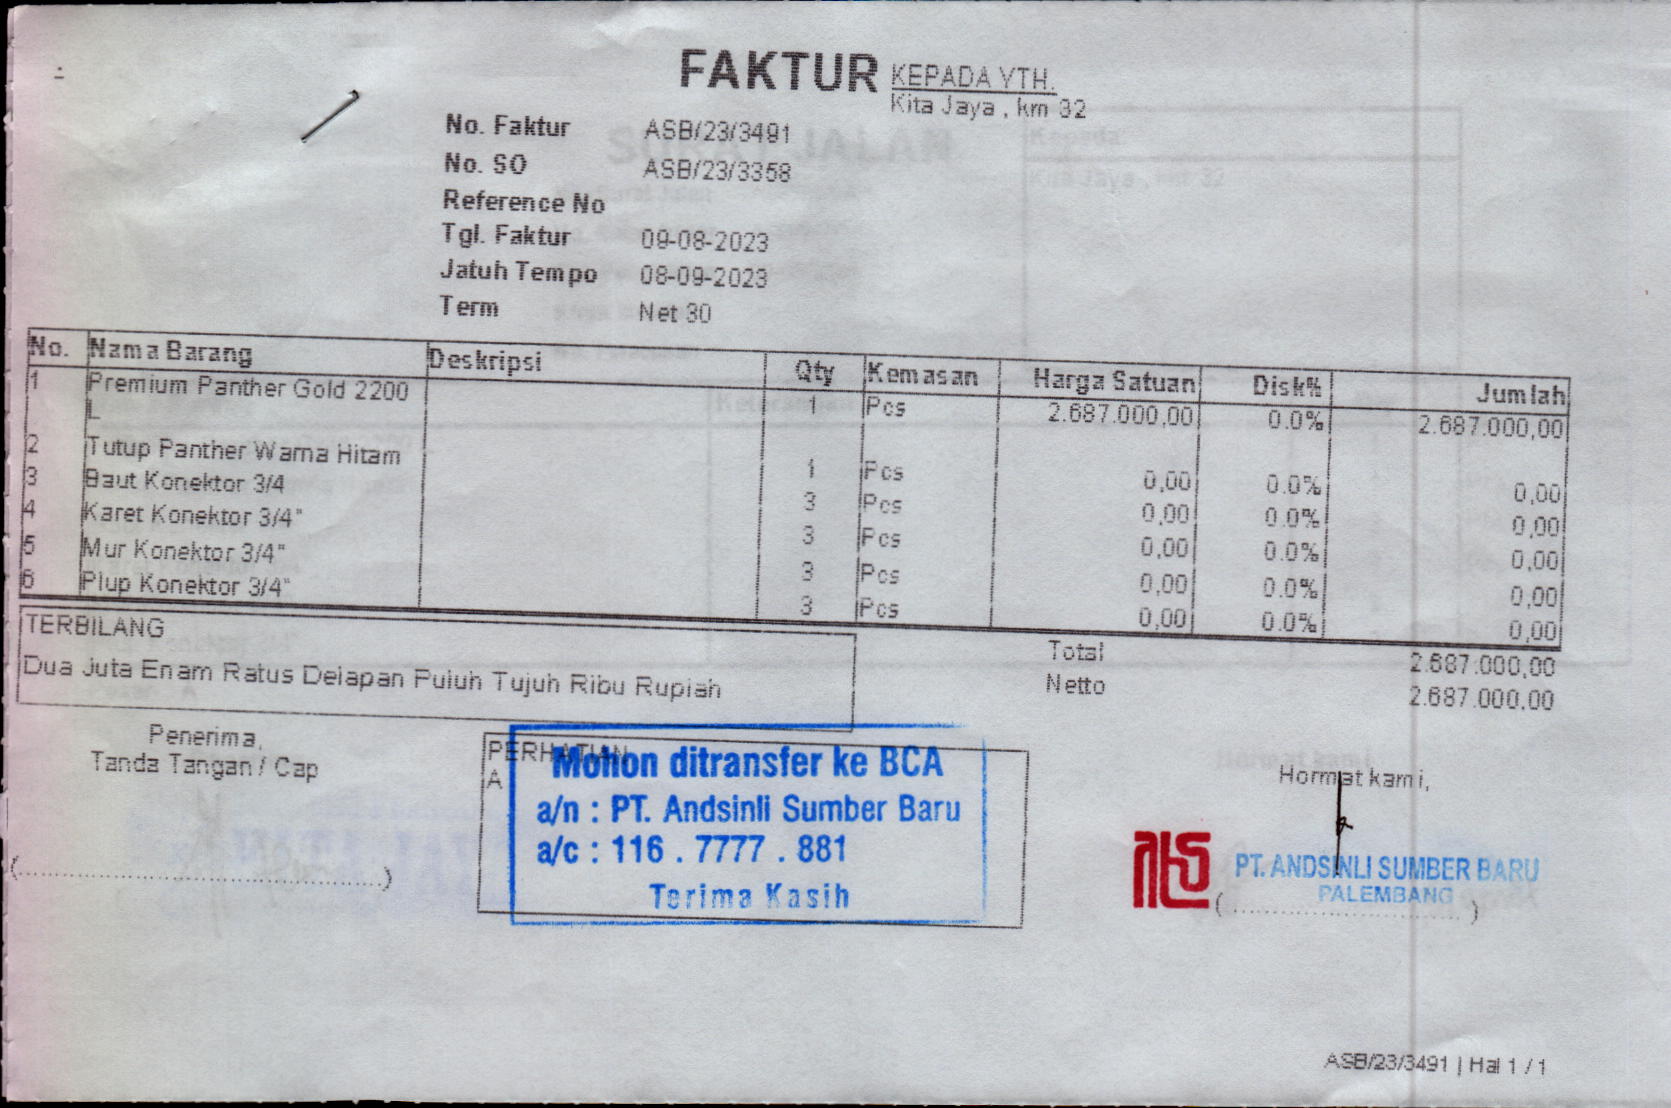 FAKTUR
KEPADA YTH.
Kita Jaya , km 32
No. Faktur ASB/23/3491
No. SO ASB/23/3358
Reference No
Tgl. Faktur 09-08-2023
Jatuh Tempo 08-09-2023
Term Net 30
No. Nama Barang Deskripsi Qty Kemasan Harga Satuan Disk% Jumlah
1 Premium Panther Gold 2200 L 1 Pcs 2.687.000,00 0.0% 2.687.000,00
2 Tutup Panther Warna Hitam 1 Pcs 0,00 0.0% 0,00
3 Baut Konektor 3/4 3 Pcs 0,00 0.0% 0,00
4 Karet Konektor 3/4" 3 Pcs 0,00 0.0% 0,00
5 Mur Konektor 3/4" 3 Pcs 0,00 0.0% 0,00
6 Plup Konektor 3/4" 3 Pcs 0,00 0.0% 0,00
TERBILANG
Dua Juta Enam Ratus Delapan Puluh Tujuh Ribu Rupiah
Total 2.687.000,00
Netto 2.687.000,00
Penerima,
Tanda Tangan / Cap
PERHATIAN
A
Mohon ditransfer ke BCA
a/n : PT. Andsinli Sumber Baru
a/c : 116 . 7777 . 881
Terima Kasih
Hormat kami,
PT. ANDSINLI SUMBER BARU
PALEMBANG
ASB/23/3491 | Hal 1 / 1